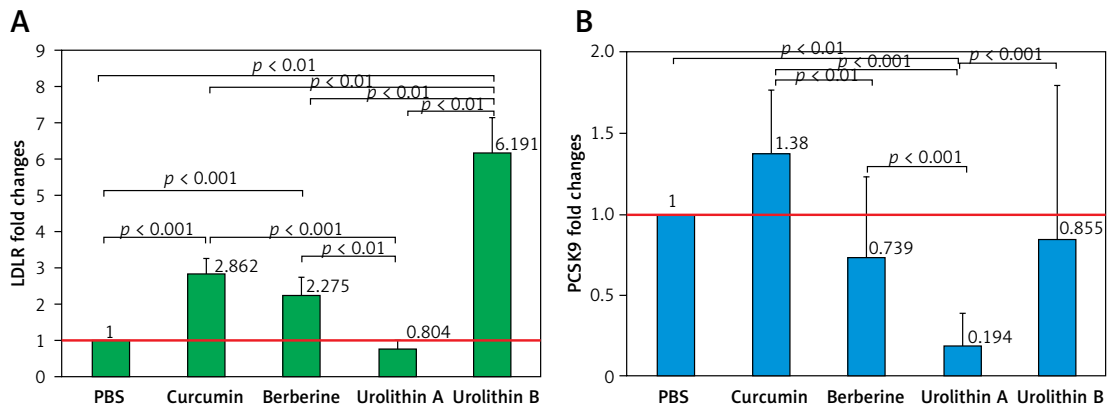 A
LDLR fold changes
9
8
7
6
5
4
3
2
1
0
p < 0.01
p < 0.01
p < 0.01
p < 0.01
6.191
p < 0.001
p < 0.001
p < 0.001
p < 0.01
2.862
2.275
1
0.804
PBS
Curcumin
Berberine
Urolithin A
Urolithin B
B
PCSK9 fold changes
2.0
1.5
1.0
0.5
0
p < 0.01
p < 0.001
p < 0.001
p < 0.01
1.38
p < 0.001
1
0.739
0.855
0.194
PBS
Curcumin
Berberine
Urolithin A
Urolithin B